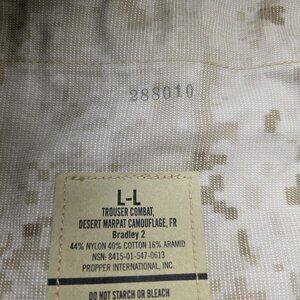 288010
L-L
TROUSER COMBAT,
DESERT MARPAT CAMOUFLAGE, FR
Bradley 2
44% NYLON 40% COTTON 16% ARAMID
NSN: 8415-01-547-0613
PROPPER INTERNATIONAL, INC.
DO NOT STARCH OR BLEACH